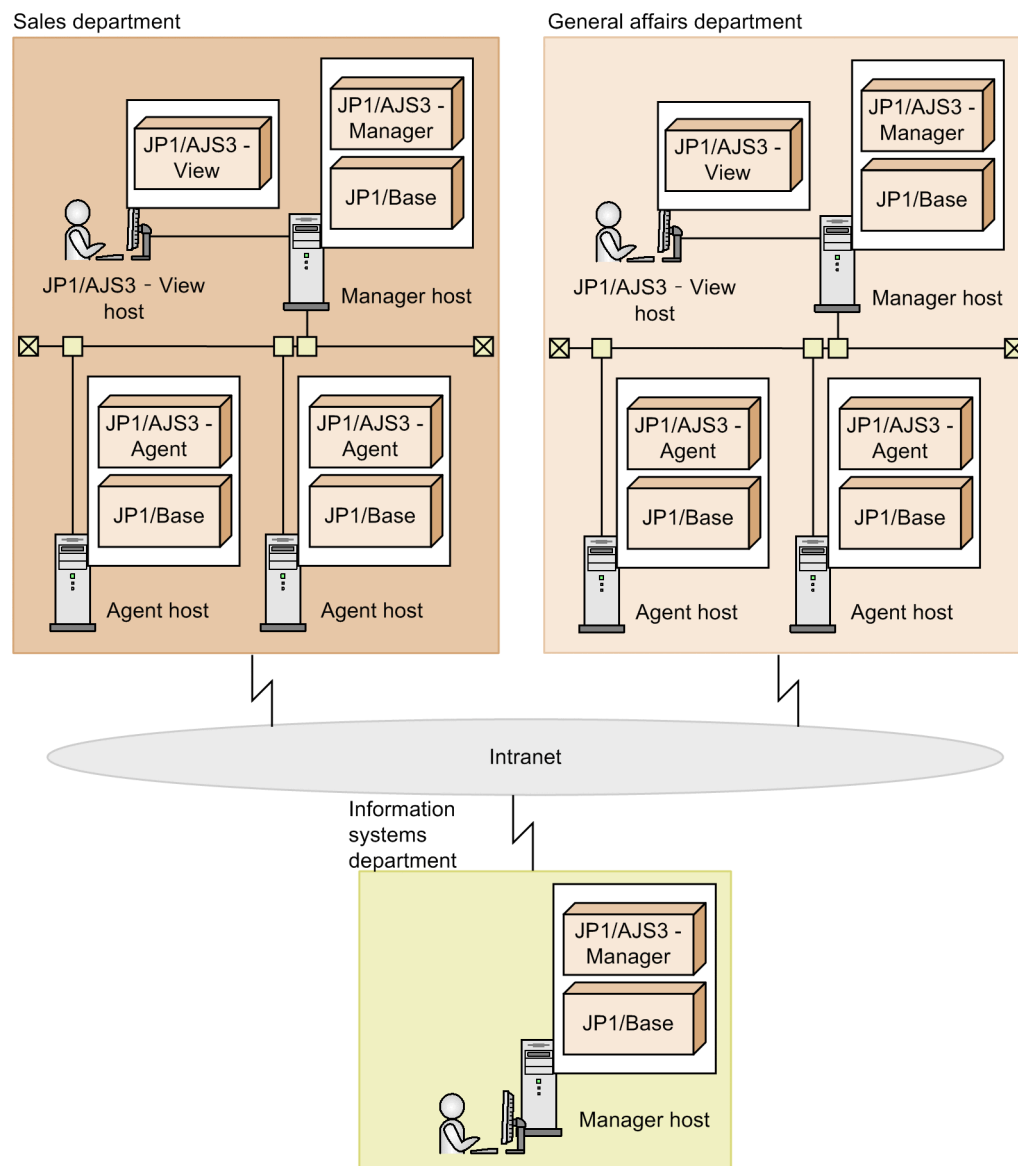 Sales department
JP1/AJS3 -
View
JP1/AJS3 -
Manager
JP1/Base
JP1/AJS3 - View
host
Manager host
JP1/AJS3 -
Agent
JP1/Base
Agent host
JP1/AJS3 -
Agent
JP1/Base
Agent host
General affairs department
JP1/AJS3 -
View
JP1/AJS3 -
Manager
JP1/Base
JP1/AJS3 - View
host
Manager host
JP1/AJS3 -
Agent
JP1/Base
Agent host
JP1/AJS3 -
Agent
JP1/Base
Agent host
Intranet
Information
systems
department
JP1/AJS3 -
Manager
JP1/Base
Manager host